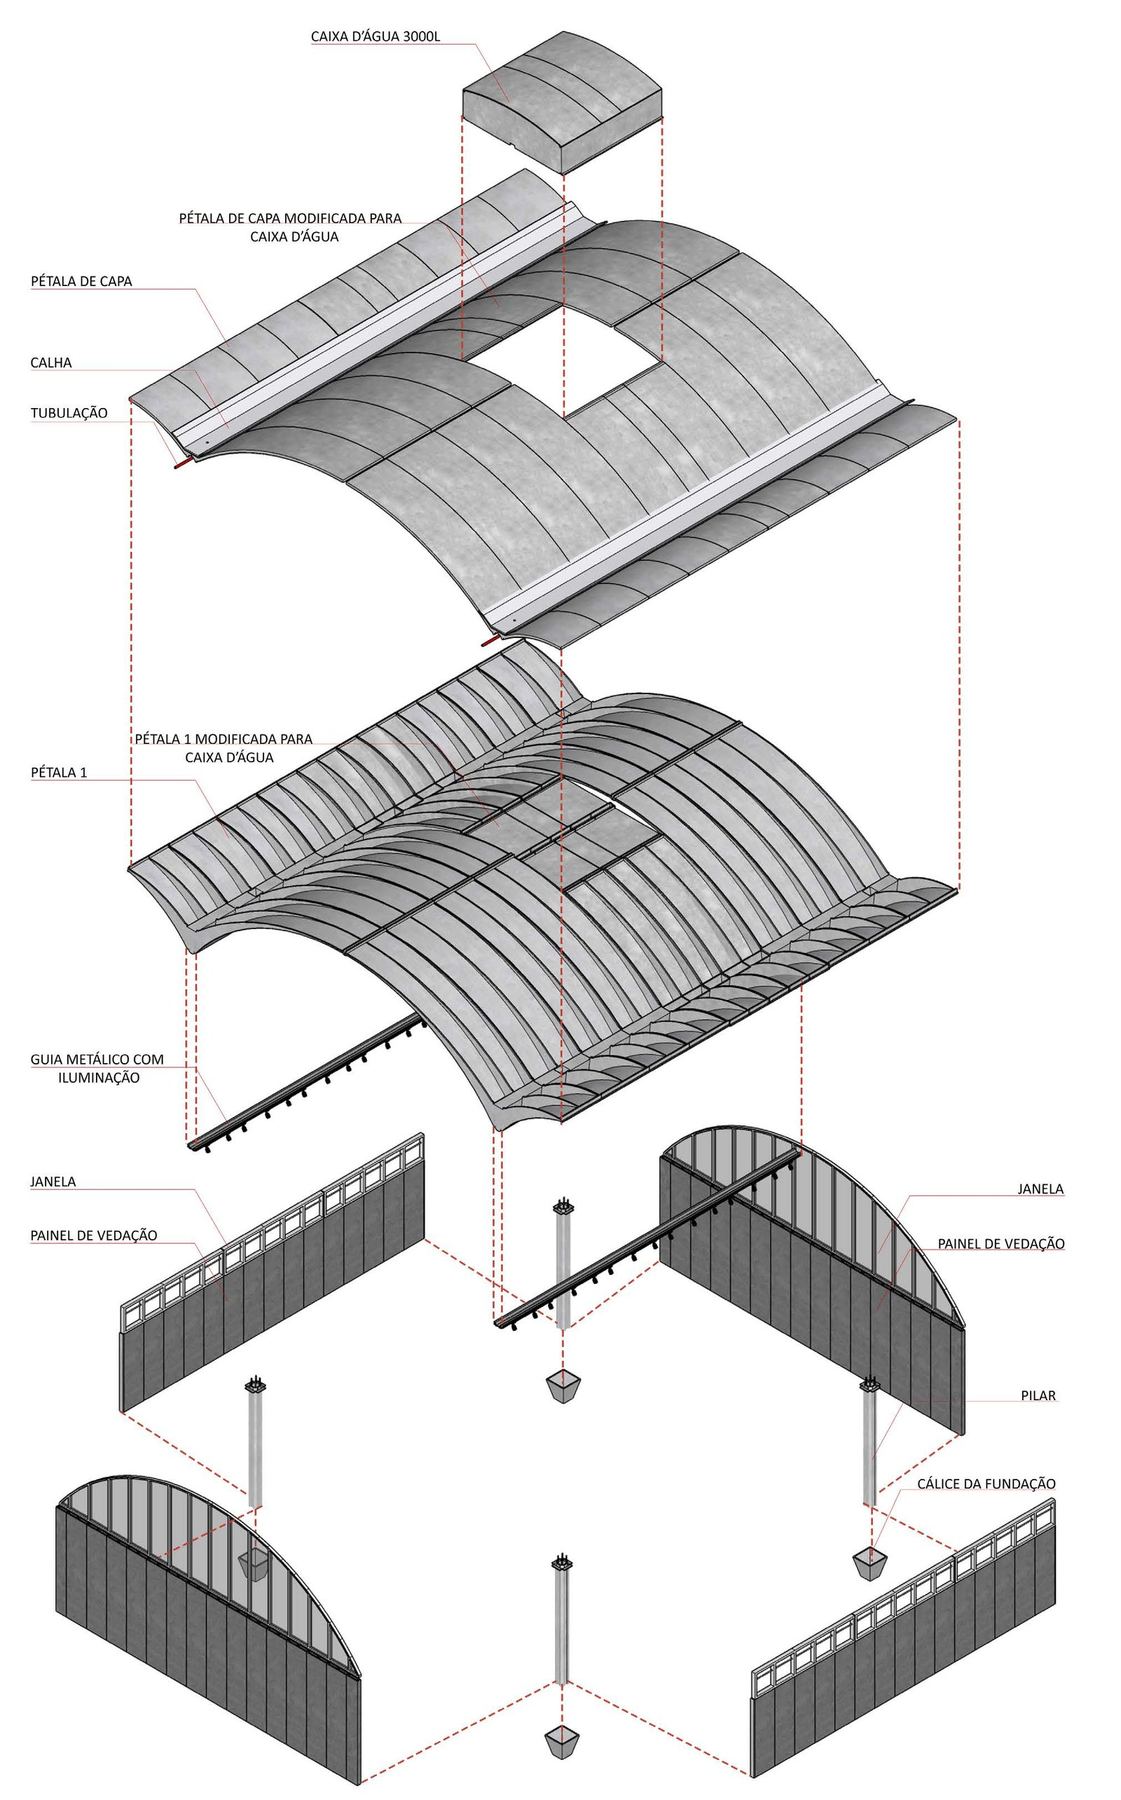 CAIXA D'ÁGUA 3000L
PÉTALA DE CAPA MODIFICADA PARA
CAIXA D'ÁGUA
PÉTALA DE CAPA
CALHA
TUBULAÇÃO
PÉTALA 1 MODIFICADA PARA
CAIXA D'ÁGUA
PÉTALA 1
GUIA METÁLICO COM
ILUMINAÇÃO
JANELA
PAINEL DE VEDAÇÃO
JANELA
PAINEL DE VEDAÇÃO
PILAR
CÁLICE DA FUNDAÇÃO